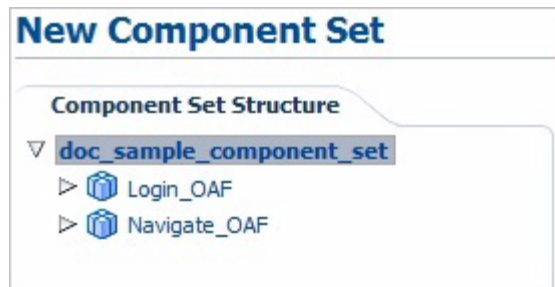 New Component Set
Component Set Structure
doc_sample_component_set
Login_OAF
Navigate_OAF